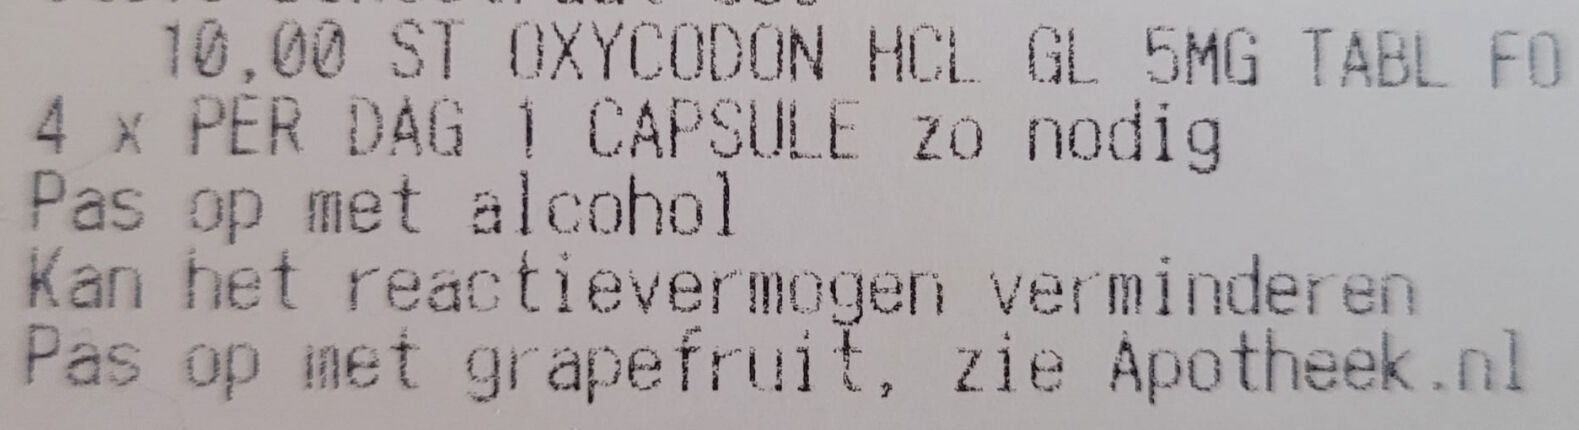 10,00 ST OXYCODON HCL GL 5MG TABL FO
4 x PER DAG 1 CAPSULE zo nodig
Pas op met alcohol
Kan het reactievermogen verminderen
Pas op met grapefruit, zie Apotheek.nl